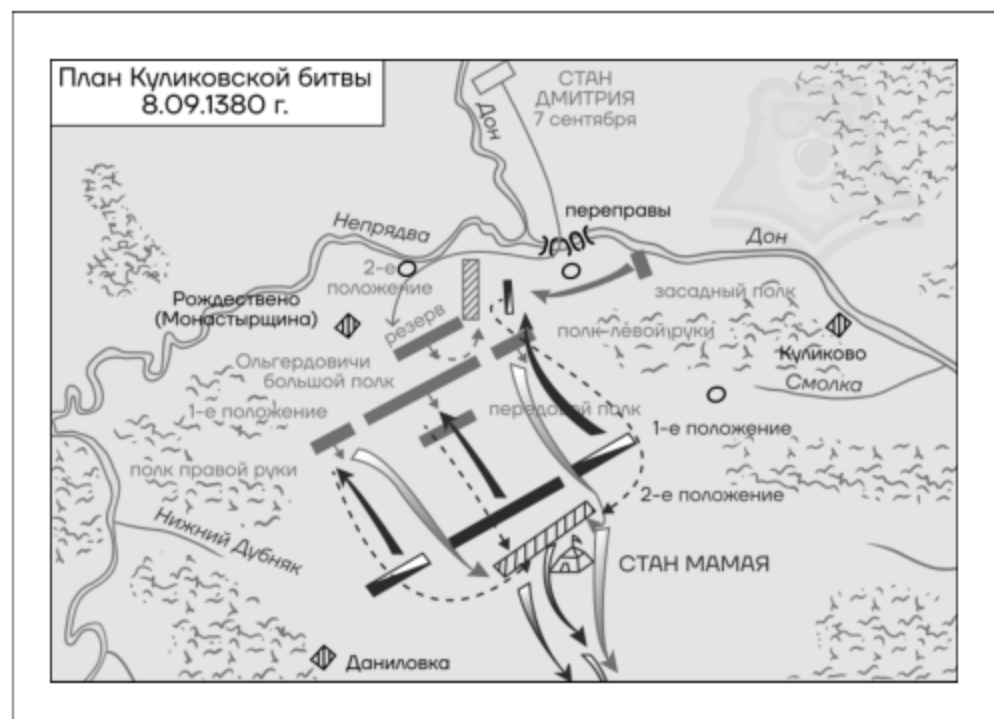 План Куликовской битвы
8.09.1380 г.
СТАН
ДМИТРИЯ
7 сентября
Дон
переправы
Непрядва
Дон
2-е
положение
засадный полк
Рождествено
(Монастырщина)
резерв
полк левой руки
Куликово
Ольгердовичи
большой полк
Смолка
1-е положение
передовой полк
1-е положение
полк правой руки
2-е положение
Нижний Дубняк
СТАН МАМАЯ
Даниловка